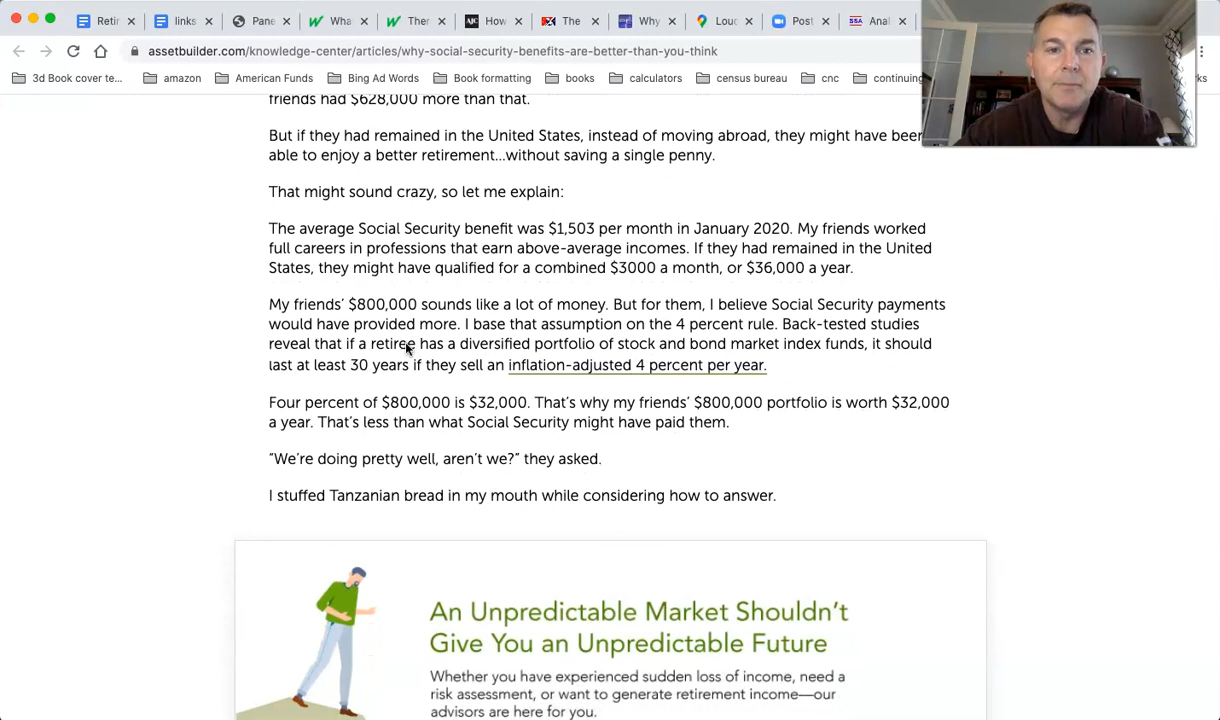 Retir links Pane Wha Ther AJC How The Why Loud Post SSA Anal
assetbuilder.com/knowledge-center/articles/why-social-security-benefits-are-better-than-you-think
3d Book cover te... amazon American Funds Bing Ad Words Book formatting books calculators census bureau cnc continuing
friends had $628,000 more than that.
But if they had remained in the United States, instead of moving abroad, they might have been
able to enjoy a better retirement...without saving a single penny.
That might sound crazy, so let me explain:
The average Social Security benefit was $1,503 per month in January 2020. My friends worked
full careers in professions that earn above-average incomes. If they had remained in the United
States, they might have qualified for a combined $3000 a month, or $36,000 a year.
My friends’ $800,000 sounds like a lot of money. But for them, I believe Social Security payments
would have provided more. I base that assumption on the 4 percent rule. Back-tested studies
reveal that if a retiree has a diversified portfolio of stock and bond market index funds, it should
last at least 30 years if they sell an inflation-adjusted 4 percent per year.
Four percent of $800,000 is $32,000. That’s why my friends’ $800,000 portfolio is worth $32,000
a year. That’s less than what Social Security might have paid them.
“We’re doing pretty well, aren’t we?” they asked.
I stuffed Tanzanian bread in my mouth while considering how to answer.
An Unpredictable Market Shouldn’t
Give You an Unpredictable Future
Whether you have experienced sudden loss of income, need a
risk assessment, or want to generate retirement income—our
advisors are here for you.